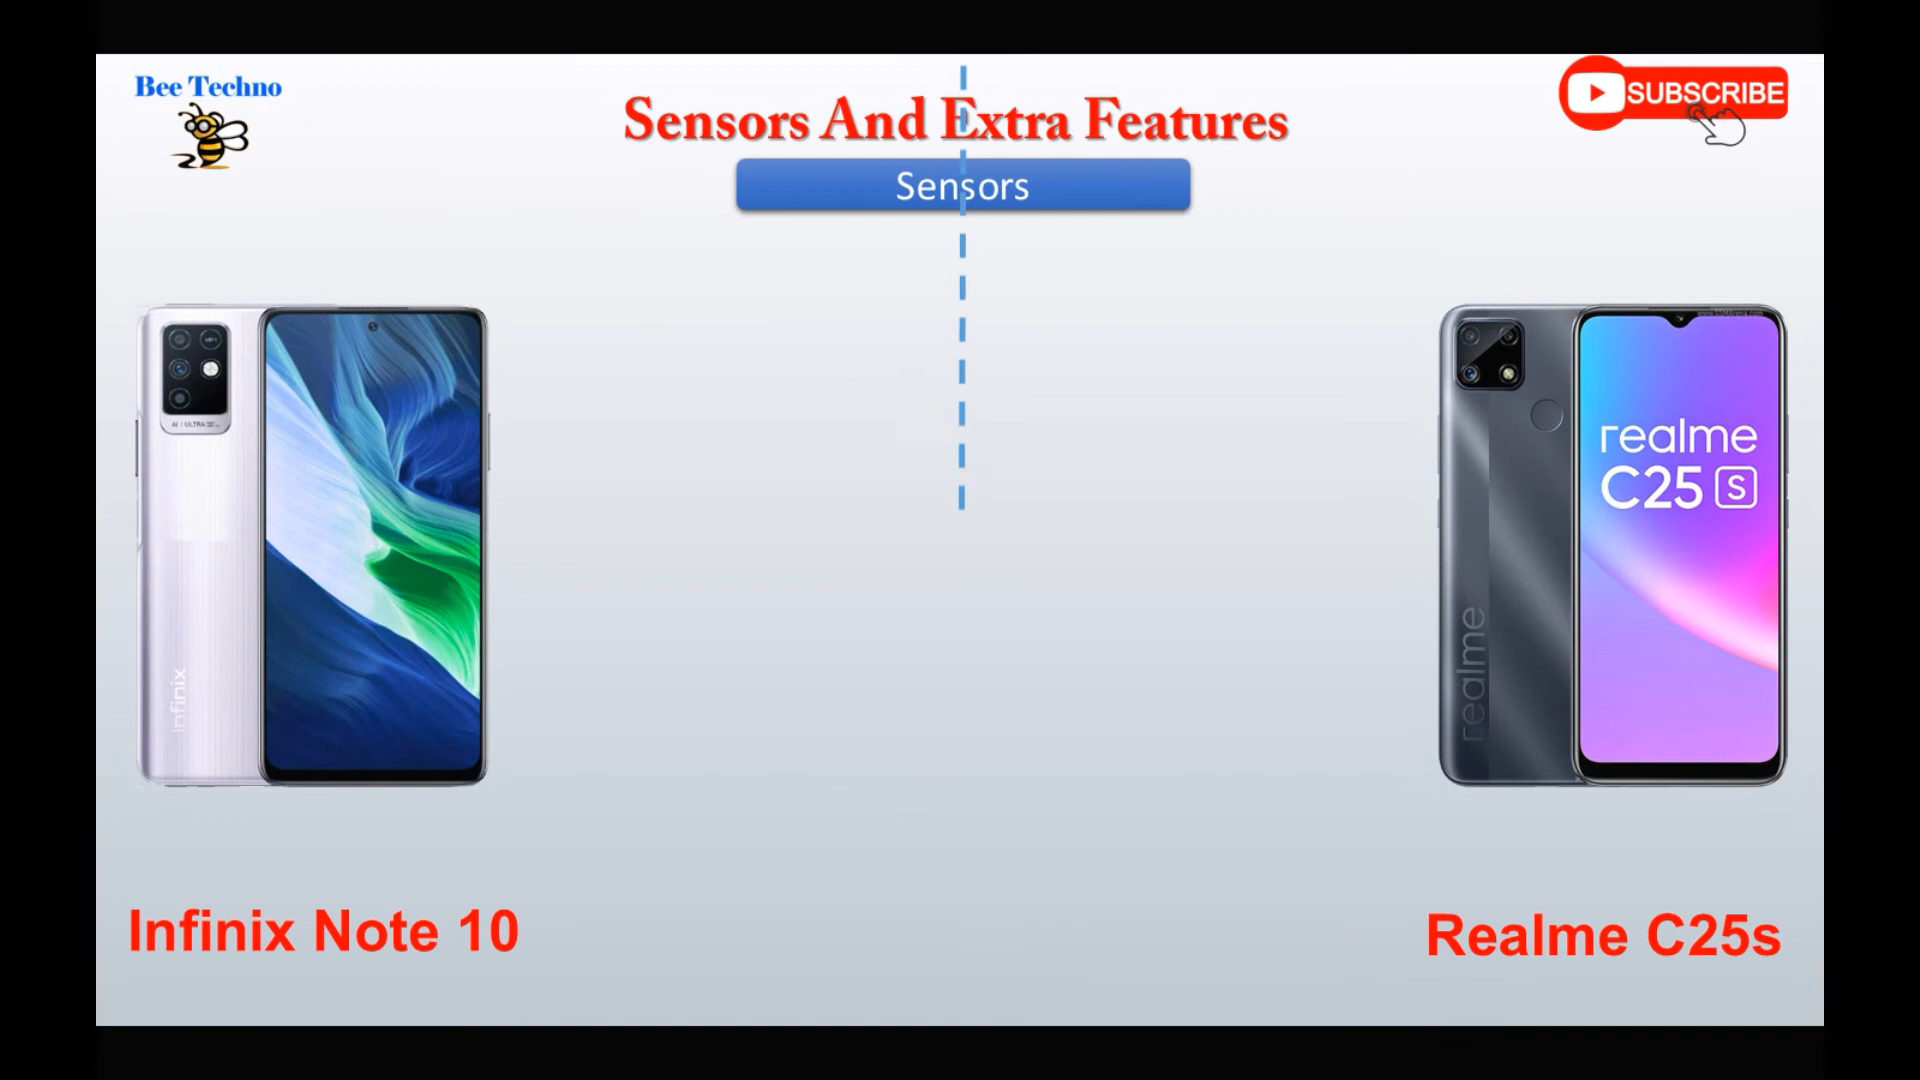 Bee Techno
SUBSCRIBE
Sensors And Extra Features
Sensors
realme
C25 S
infinix
realme
Infinix Note 10
Realme C25s